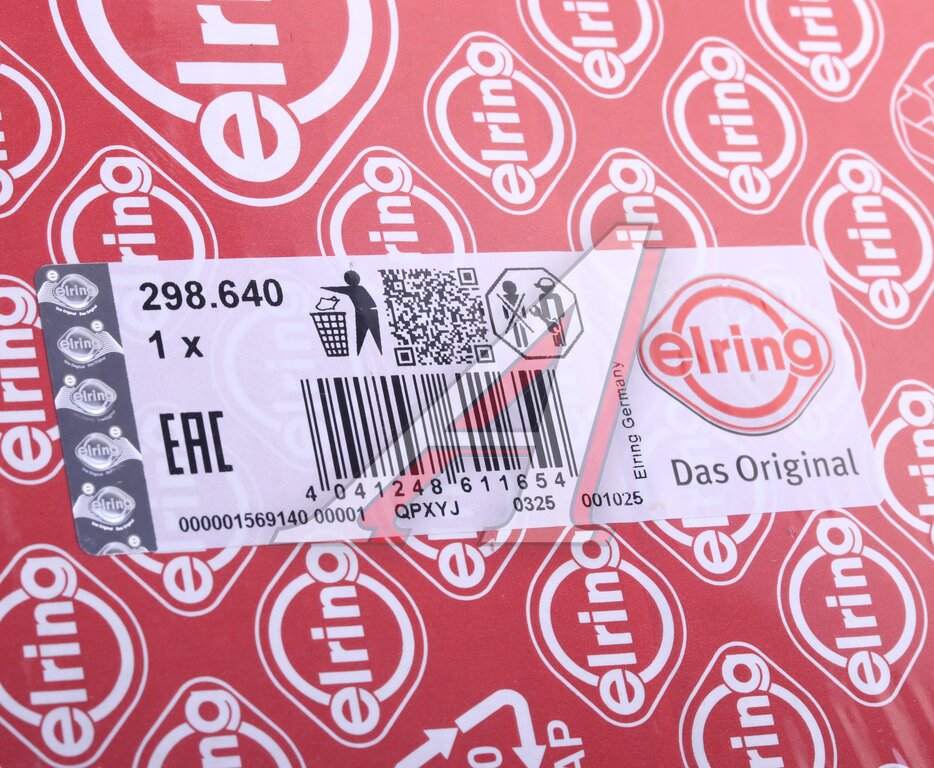 298.640
1 x
EAC
4 041248 611654
000001569140 00001 QPXYJ 0325 001025
Elring Germany
elring
Das Original